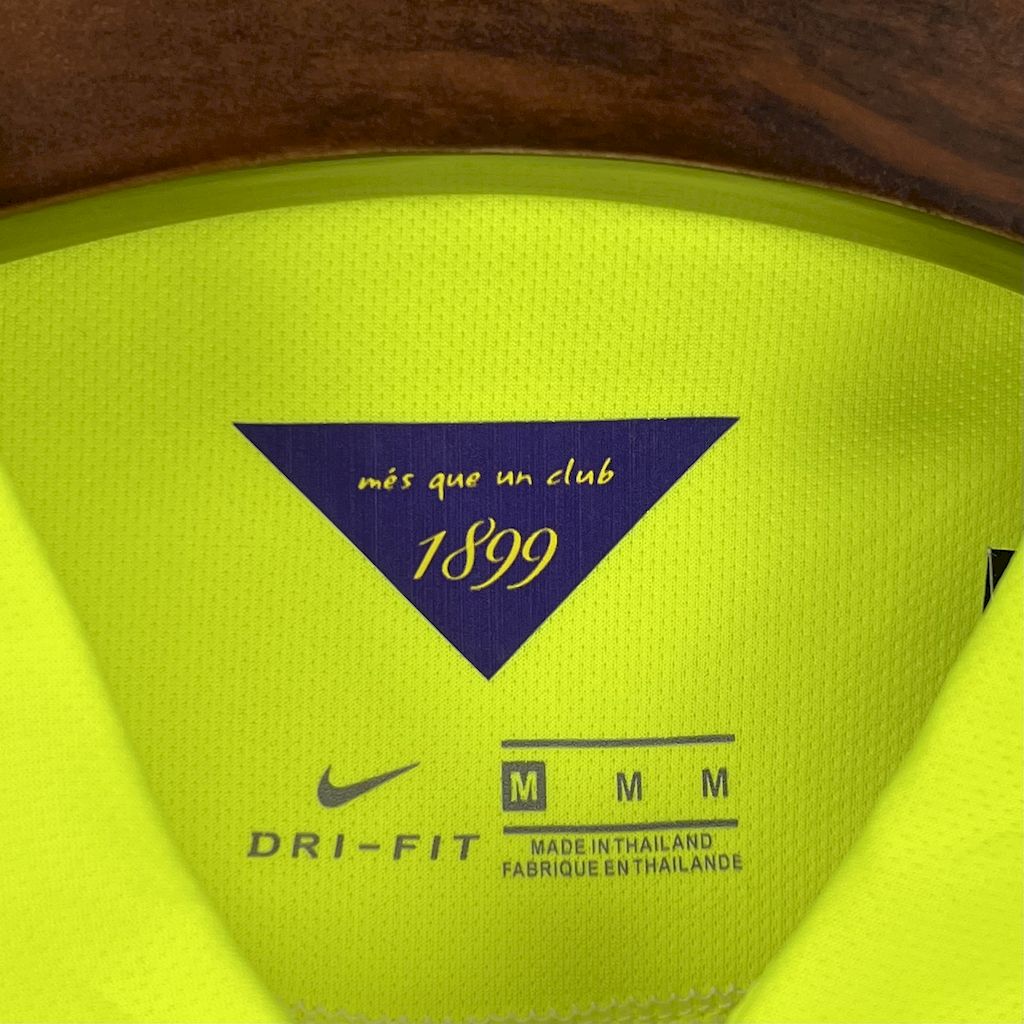 més que un club
1899
M M M
DRI-FIT
MADE IN THAILAND
FABRIQUE EN THAILANDE